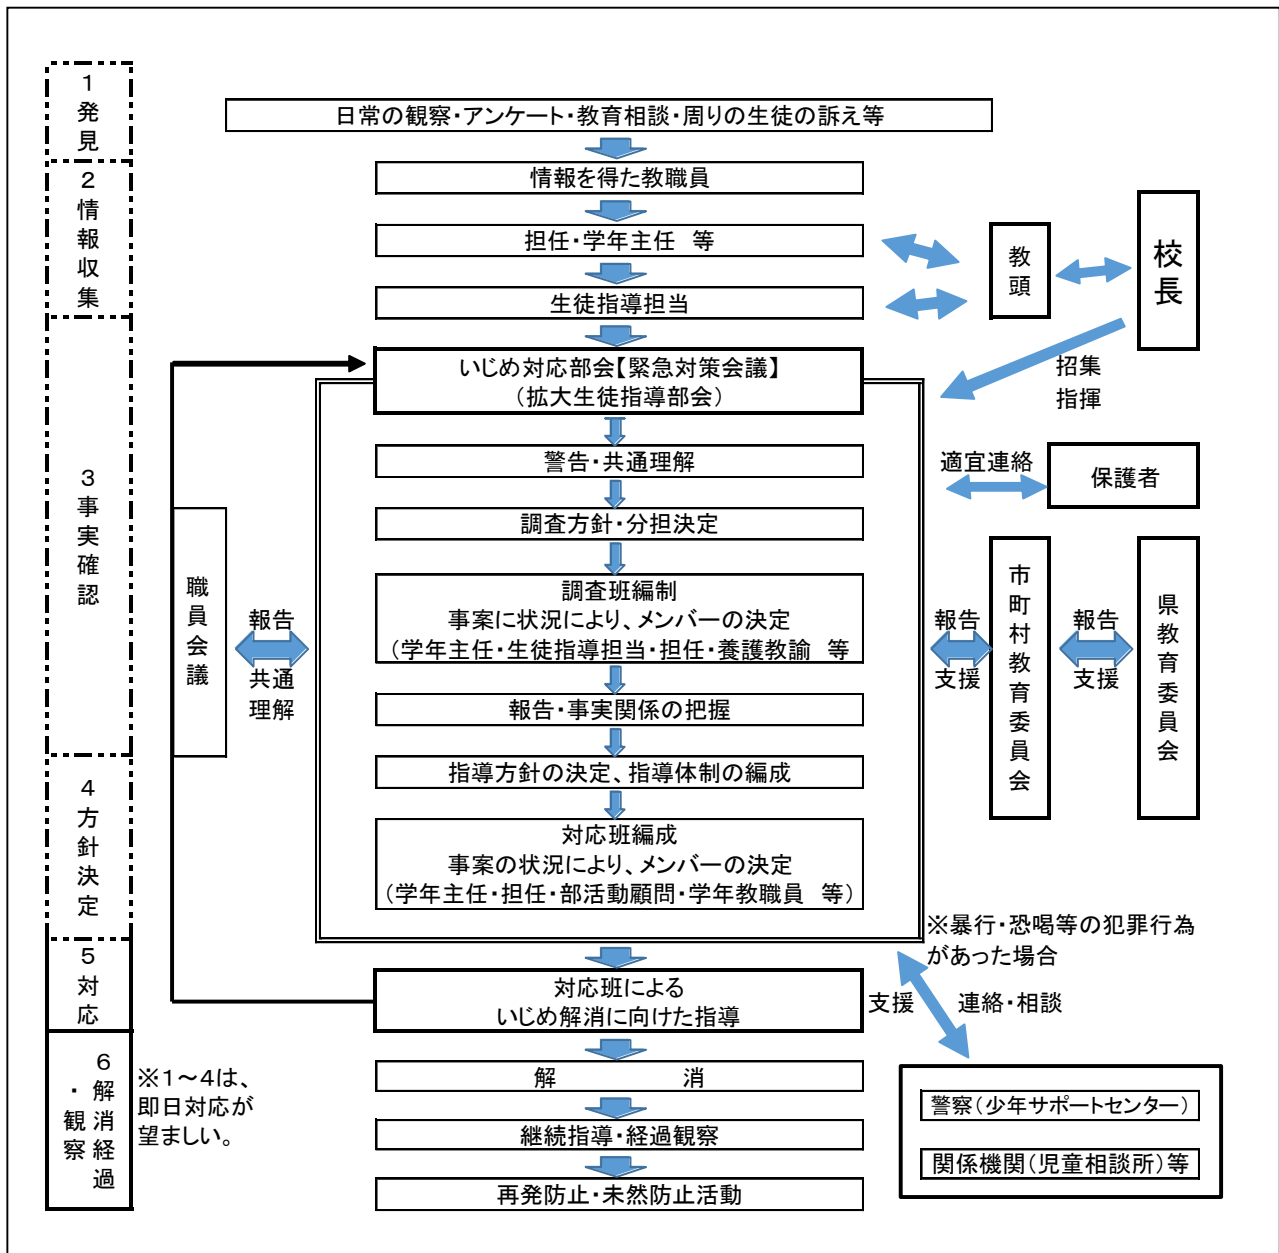 1
発
見
日常の観察・アンケート・教育相談・周りの生徒の訴え等
2
情
報
収
集
情報を得た教職員
担任・学年主任　等
生徒指導担当
教
頭
校
長
招集
指揮
3
事
実
確
認
いじめ対応部会【緊急対策会議】
（拡大生徒指導部会）
警告・共通理解
適宜連絡
保護者
調査方針・分担決定
職
員
会
議
報告
共通
理解
調査班編制
事案に状況により、メンバーの決定
（学年主任・生徒指導担当・担任・養護教諭　等
報告
支援
市
町
村
教
育
委
員
会
報告
支援
県
教
育
委
員
会
報告・事実関係の把握
4
方
針
決
定
指導方針の決定、指導体制の編成
対応班編成
事案の状況により、メンバーの決定
（学年主任・担任・部活動顧問・学年教職員　等）
※暴行・恐喝等の犯罪行為
があった場合
5
対
応
対応班による
いじめ解消に向けた指導
支援
連絡・相談
6
解
消
経
過
・
観
察
※1～4は、
即日対応が
望ましい。
解　　　　　消
継続指導・経過観察
再発防止・未然防止活動
警察（少年サポートセンター）
関係機関（児童相談所）等